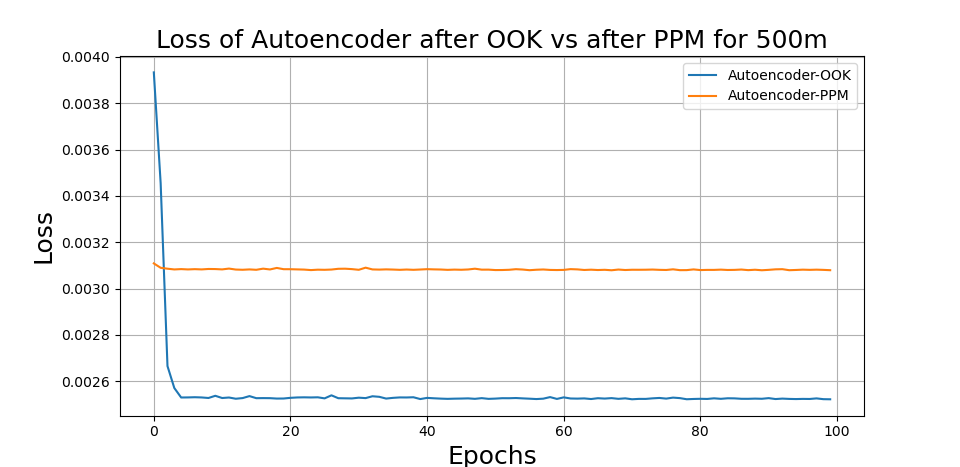 Loss of Autoencoder after OOK vs after PPM for 500m
Autoencoder-OOK
Autoencoder-PPM
0.0040
0.0038
0.0036
0.0034
0.0032
0.0030
0.0028
0.0026
Loss
0 20 40 60 80 100
Epochs